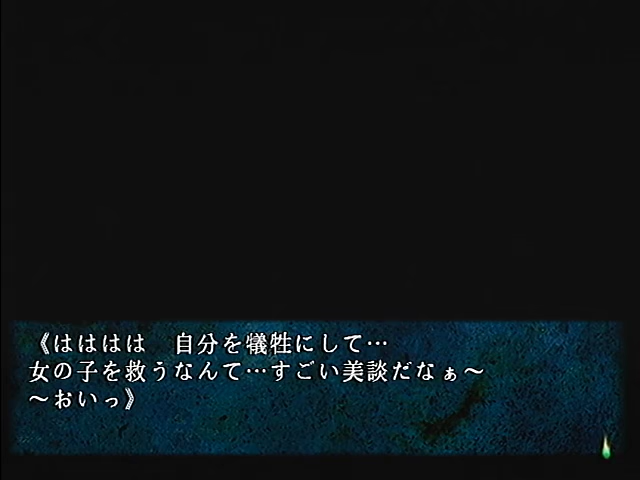 《はははは　自分を犠牲にして…
女の子を救うなんて…すごい美談だなぁ～
～おいっ》